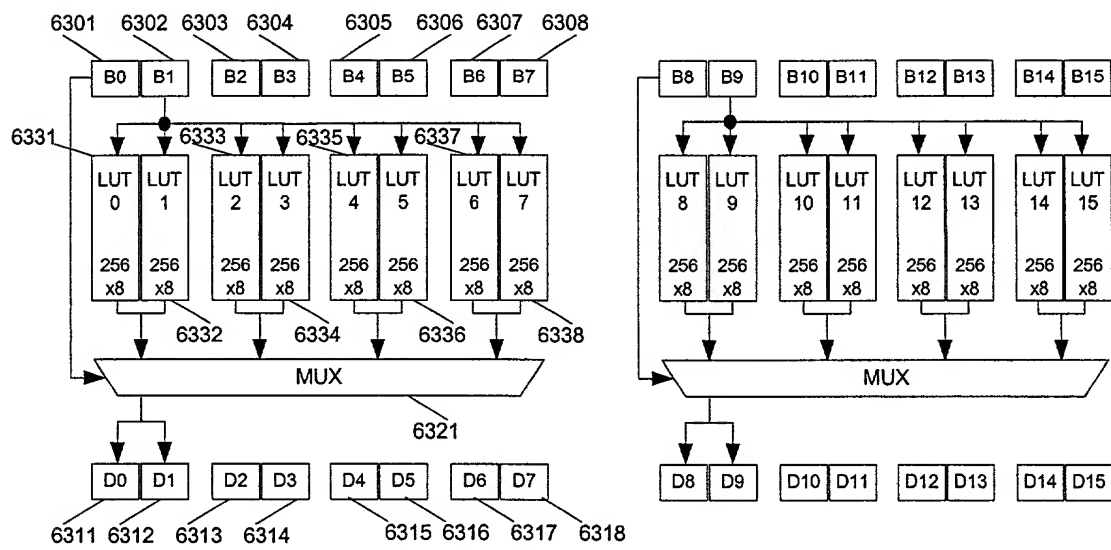 6301 6302 6303 6304 6305 6306 6307 6308
B0 B1 B2 B3 B4 B5 B6 B7 B8 B9 B10 B11 B12 B13 B14 B15
6331 6333 6335 6337
LUT LUT LUT LUT LUT LUT LUT LUT LUT LUT LUT LUT LUT LUT LUT LUT
0 1 2 3 4 5 6 7 8 9 10 11 12 13 14 15
256 256 256 256 256 256 256 256 256 256 256 256 256 256 256 256
x8 x8 x8 x8 x8 x8 x8 x8 x8 x8 x8 x8 x8 x8 x8 x8
6332 6334 6336 6338
MUX MUX
6321
D0 D1 D2 D3 D4 D5 D6 D7 D8 D9 D10 D11 D12 D13 D14 D15
6311 6312 6313 6314 6315 6316 6317 6318